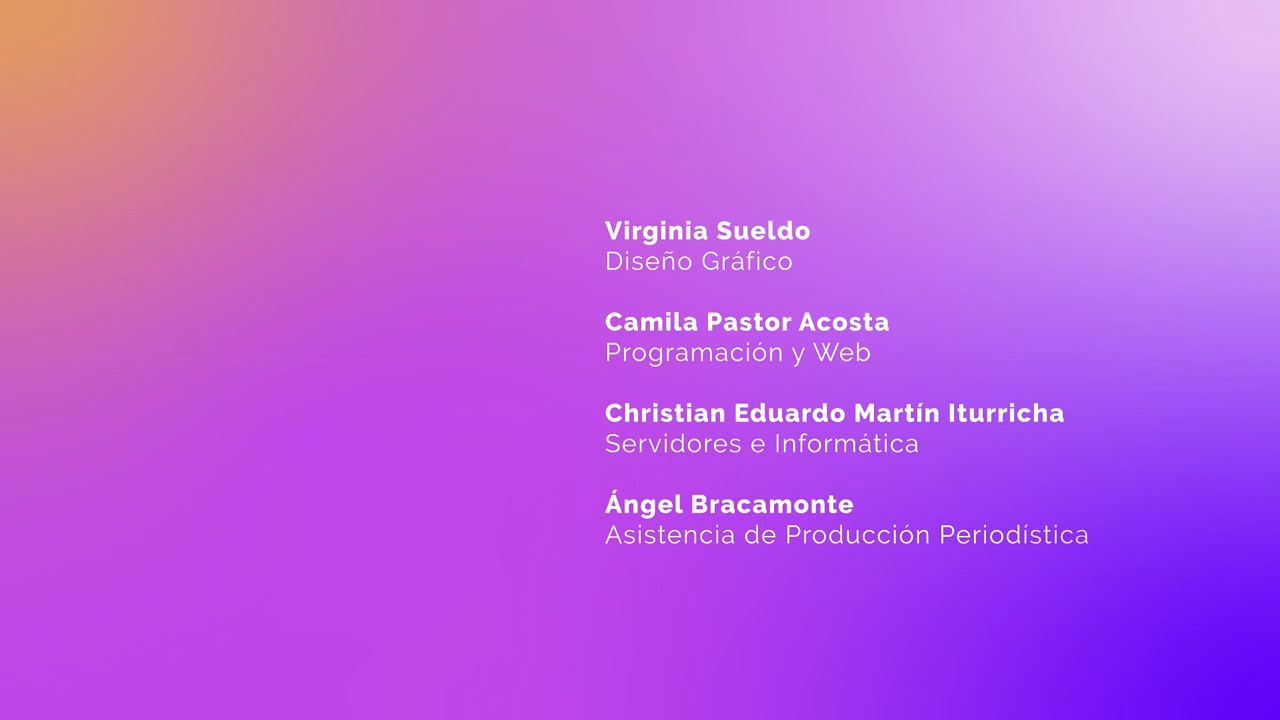 Virginia Sueldo
Diseño Gráfico
Camila Pastor Acosta
Programación y Web
Christian Eduardo Martín Iturricha
Servidores e Informática
Ángel Bracamonte
Asistencia de Producción Periodística